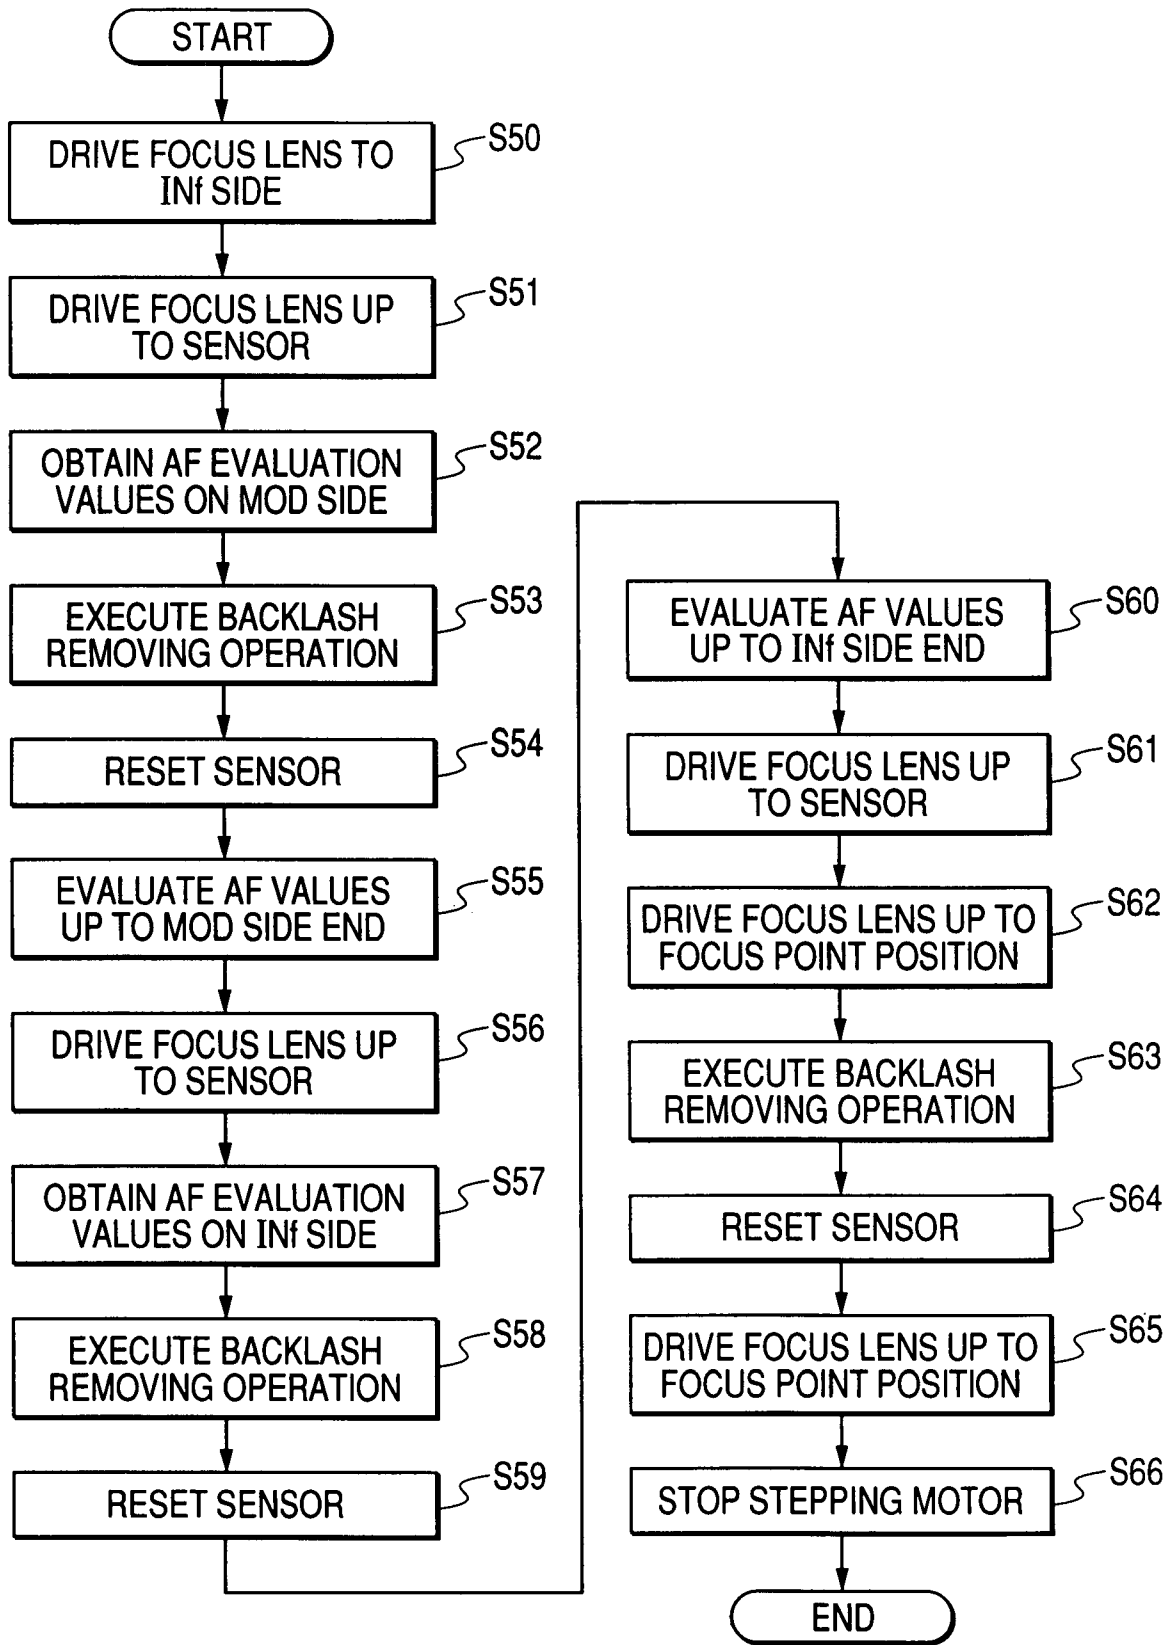 START
DRIVE FOCUS LENS TO
INf SIDE
S50
DRIVE FOCUS LENS UP
TO SENSOR
S51
OBTAIN AF EVALUATION
VALUES ON MOD SIDE
S52
EXECUTE BACKLASH
REMOVING OPERATION
S53
RESET SENSOR
S54
EVALUATE AF VALUES
UP TO MOD SIDE END
S55
DRIVE FOCUS LENS UP
TO SENSOR
S56
OBTAIN AF EVALUATION
VALUES ON INf SIDE
S57
EXECUTE BACKLASH
REMOVING OPERATION
S58
RESET SENSOR
S59
EVALUATE AF VALUES
UP TO INf SIDE END
S60
DRIVE FOCUS LENS UP
TO SENSOR
S61
DRIVE FOCUS LENS UP TO
FOCUS POINT POSITION
S62
EXECUTE BACKLASH
REMOVING OPERATION
S63
RESET SENSOR
S64
DRIVE FOCUS LENS UP TO
FOCUS POINT POSITION
S65
STOP STEPPING MOTOR
S66
END